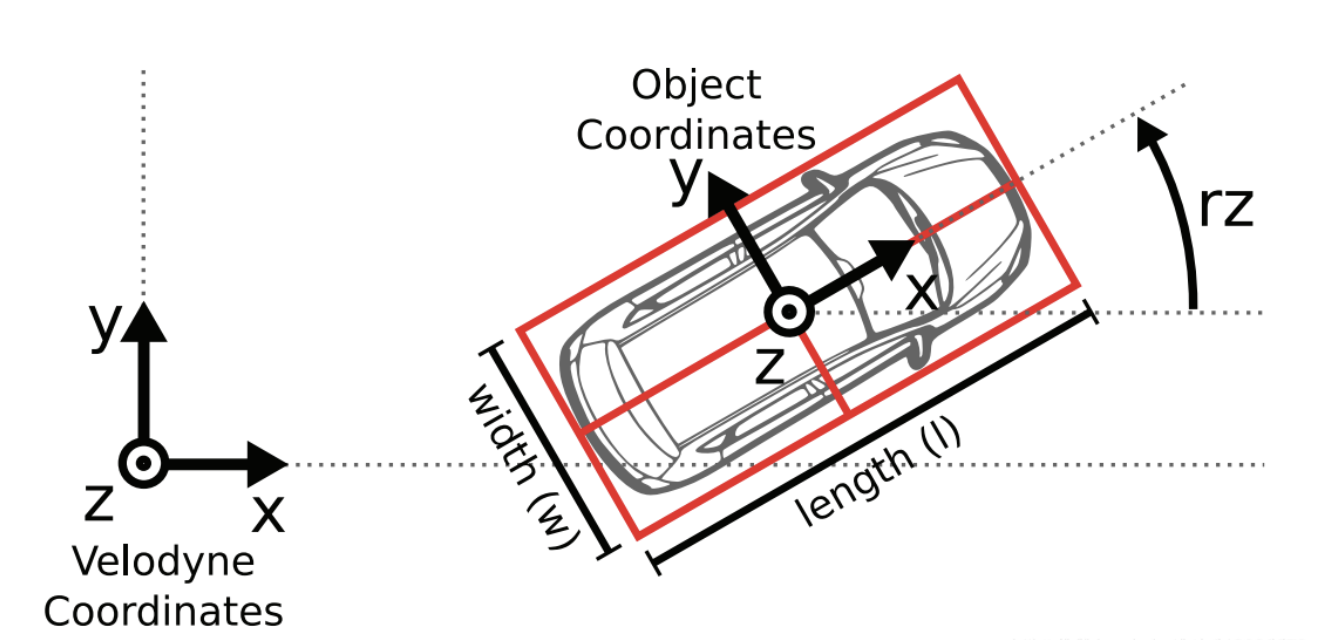 Object
Coordinates
y
x
z
rz
width (w)
length (l)
y
z
x
Velodyne
Coordinates